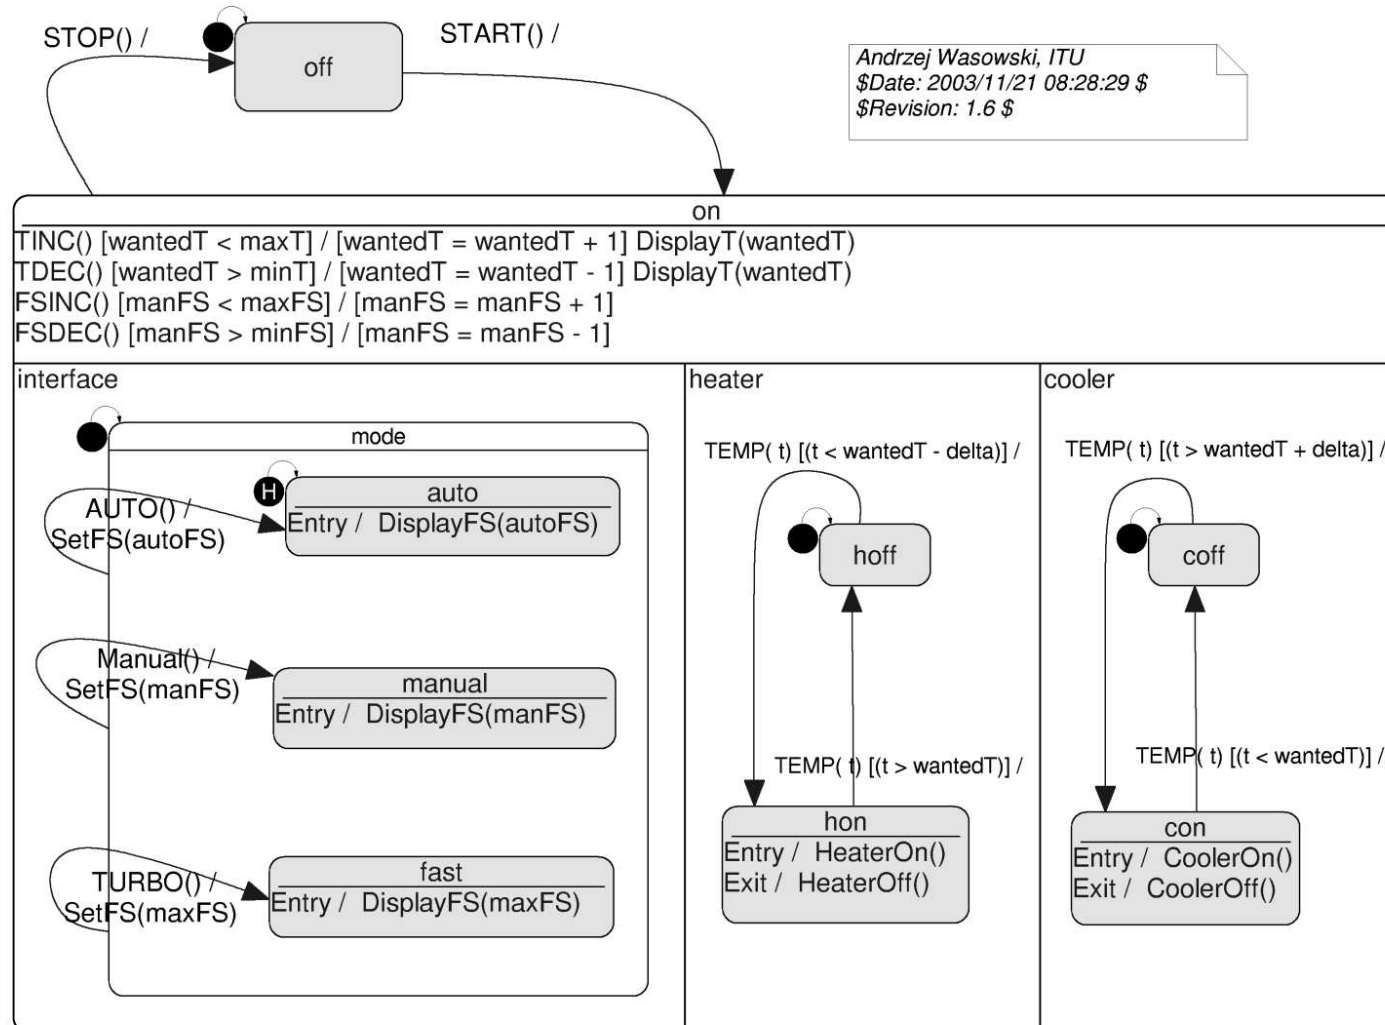 STOP() /
off
START() /
Andrzej Wasowski, ITU
$Date: 2003/11/21 08:28:29 $
$Revision: 1.6 $
on
TINC() [wantedT < maxT] / [wantedT = wantedT + 1] DisplayT(wantedT)
TDEC() [wantedT > minT] / [wantedT = wantedT - 1] DisplayT(wantedT)
FSINC() [manFS < maxFS] / [manFS = manFS + 1]
FSDEC() [manFS > minFS] / [manFS = manFS - 1]
interface
mode
H
auto
Entry / DisplayFS(autoFS)
AUTO() /
SetFS(autoFS)
Manual() /
SetFS(manFS)
manual
Entry / DisplayFS(manFS)
TURBO() /
SetFS(maxFS)
fast
Entry / DisplayFS(maxFS)
heater
TEMP( t) [(t < wantedT - delta)] /
hoff
TEMP( t) [(t > wantedT)] /
hon
Entry / HeaterOn()
Exit / HeaterOff()
cooler
TEMP( t) [(t > wantedT + delta)] /
coff
TEMP( t) [(t < wantedT)] /
con
Entry / CoolerOn()
Exit / CoolerOff()